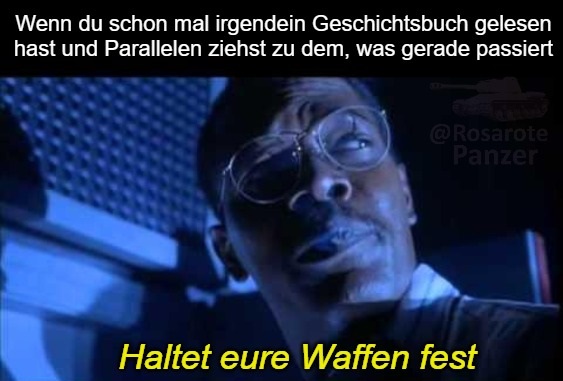 Wenn du schon mal irgendein Geschichtsbuch gelesen
hast und Parallelen ziehst zu dem, was gerade passiert
@Rosarote
Panzer
Haltet eure Waffen fest